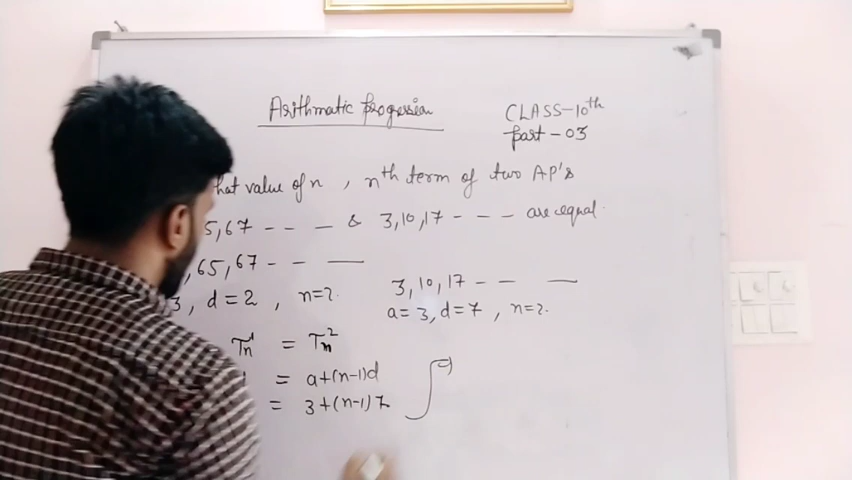 Arithmatic Progression
CLASS-10th
Part-03
hat value of n, nth term of two AP's
5,67 -- — & 3,10,17 - - — are equal.
,65,67 - - —
3,10,17 -- —
3, d=2, n=?
a=3, d=7, n=?
Tn1 = Tn2
= a+(n-1)d
= 3+(n-1)7